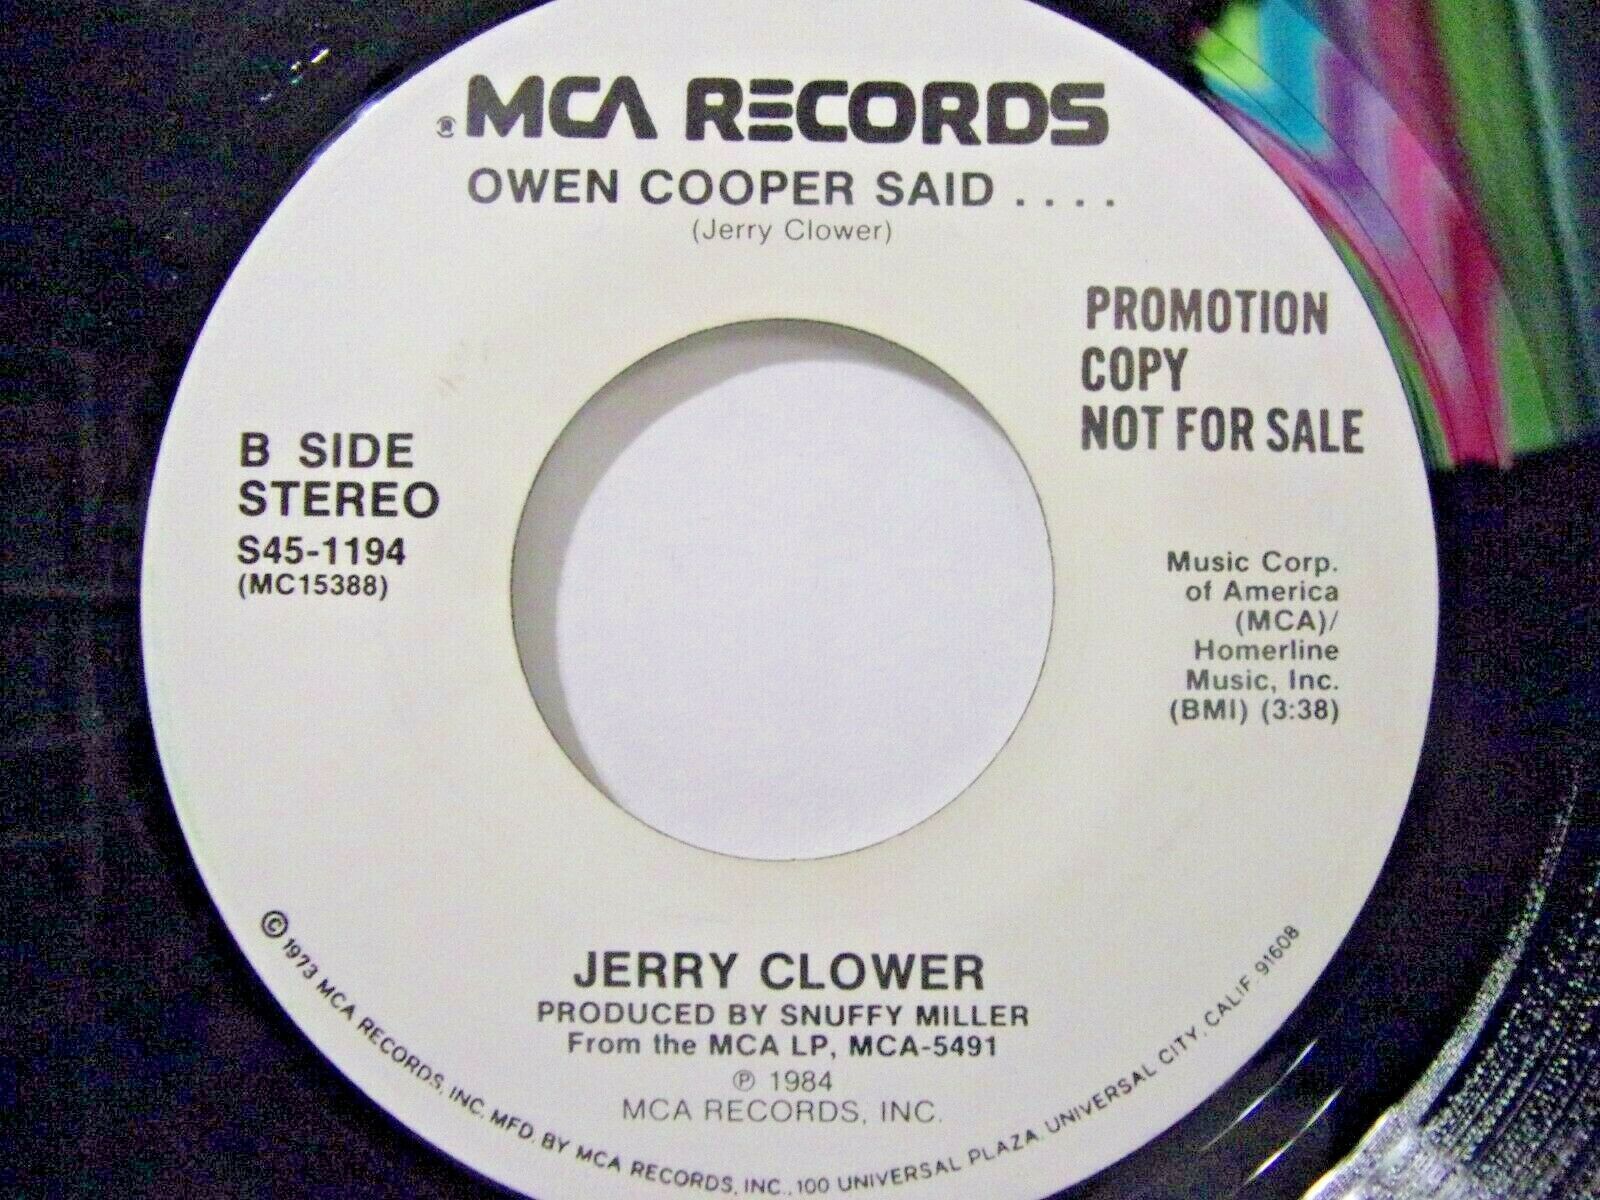 MCA RECORDS
OWEN COOPER SAID ....
(Jerry Clower)
PROMOTION
COPY
NOT FOR SALE
B SIDE
STEREO
S45-1194
(MC15388)
Music Corp.
of America
(MCA)/
Homerline
Music, Inc.
(BMI) (3:38)
JERRY CLOWER
PRODUCED BY SNUFFY MILLER
From the MCA LP, MCA-5491
℗ 1984
MCA RECORDS, INC.
© 1973 MCA RECORDS, INC. MFD. BY MCA RECORDS, INC., 100 UNIVERSAL PLAZA, UNIVERSAL CITY, CALIF. 91608